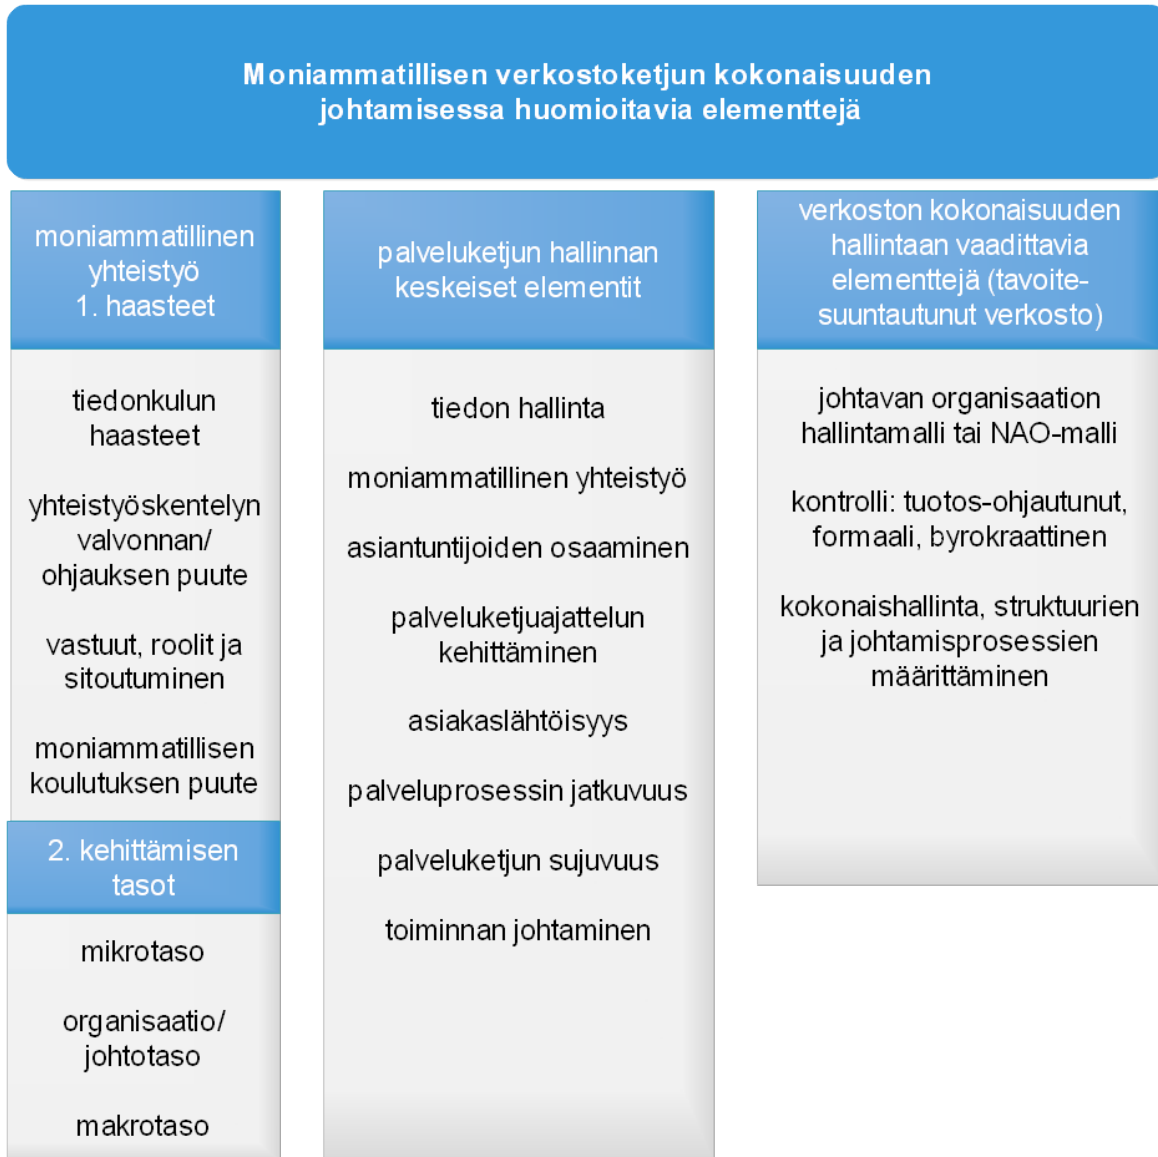 Moniammatillisen verkostoketjun kokonaisuuden
johtamisessa huomioitavia elementtejä
moniammatillinen
yhteistyö
1. haasteet
tiedonkulun
haasteet
yhteistyöskentelyn
valvonnan/
ohjauksen puute
vastuut, roolit ja
sitoutuminen
moniammatillisen
koulutuksen puute
2. kehittämisen
tasot
mikrotaso
organisaatio/
johtotaso
makrotaso
palveluketjun hallinnan
keskeiset elementit
tiedon hallinta
moniammatillinen yhteistyö
asiantuntijoiden osaaminen
palveluketjuajattelun
kehittäminen
asiakaslähtöisyys
palveluprosessin jatkuvuus
palveluketjun sujuvuus
toiminnan johtaminen
verkoston kokonaisuuden
hallintaan vaadittavia
elementtejä (tavoite-
suuntautunut verkosto)
johtavan organisaation
hallintamalli tai NAO-malli
kontrolli: tuotos-ohjautunut,
formaali, byrokraattinen
kokonaishallinta, struktuurien
ja johtamisprosessien
määrittäminen